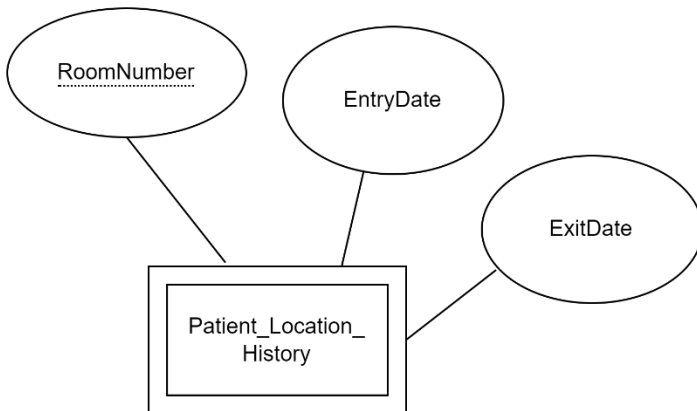 RoomNumber
EntryDate
ExitDate
Patient_Location_
History